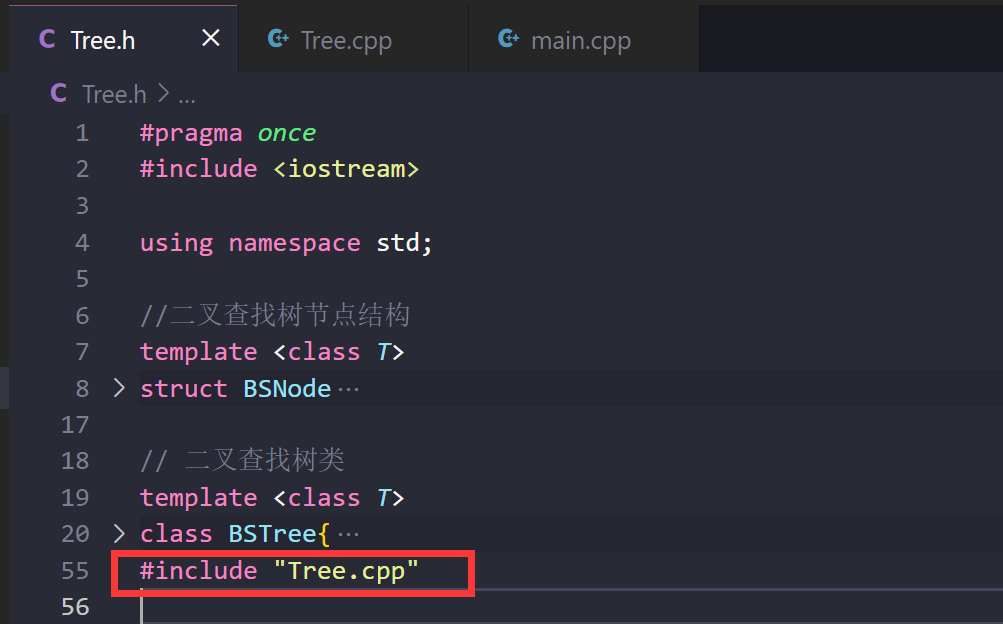 C Tree.h × C++ Tree.cpp C++ main.cpp
C Tree.h > ...
1 #pragma once
2 #include <iostream>
3
4 using namespace std;
5
6 //二叉查找树节点结构
7 template <class T>
8 > struct BSNode ···
17
18 // 二叉查找树类
19 template <class T>
20 > class BSTree{ ···
55 #include "Tree.cpp"
56